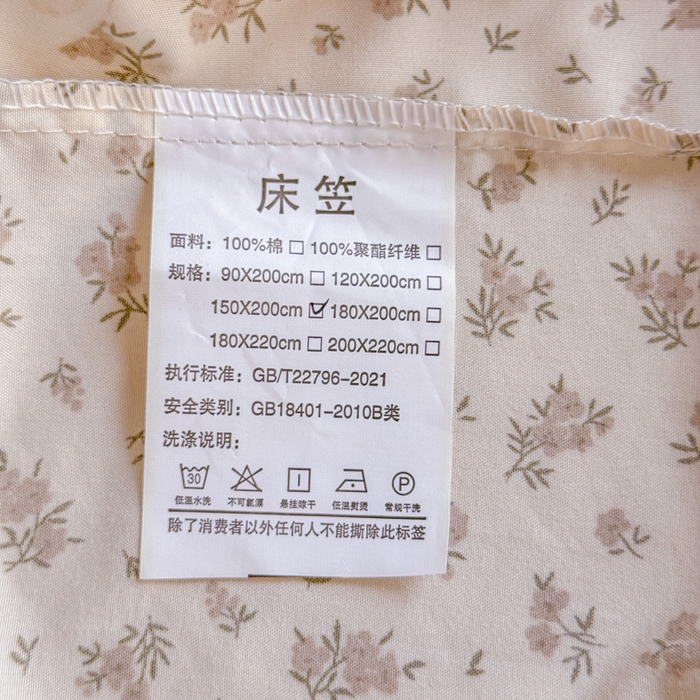 床笠
面料：100%棉 □ 100%聚酯纤维 □
规格：90X200cm □ 120X200cm □
150X200cm ☑ 180X200cm □
180X220cm □ 200X220cm □
执行标准：GB/T22796-2021
安全类别：GB18401-2010B类
洗涤说明：
30 P
低温水洗 不可氧漂 悬挂晾干 低温熨烫 常规干洗
除了消费者以外任何人不能撕除此标签